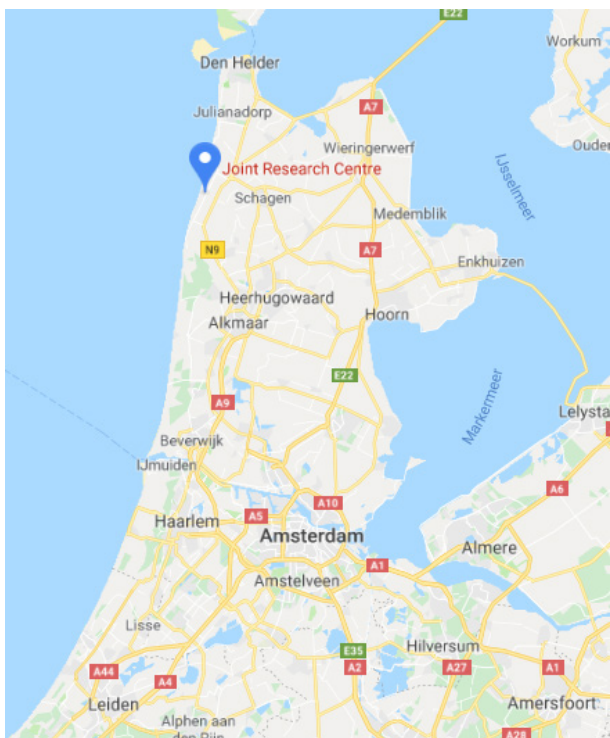 E22
Workum
Den Helder
Julianadorp
A7
Wieringerwerf
Joint Research Centre
IJsselmeer
Schagen
Medemblik
N9
A7
Enkhuizen
Heerhugowaard
Hoorn
Alkmaar
E22
A9
Markermeer
Lelysta
Beverwijk
IJmuiden
A6
A10
Haarlem
A5
Amsterdam
Almere
A1
Amstelveen
Lisse
E35
Hilversum
A44
A4
A2
A27
A1
Leiden
Amersfoort
Alphen aan
A28